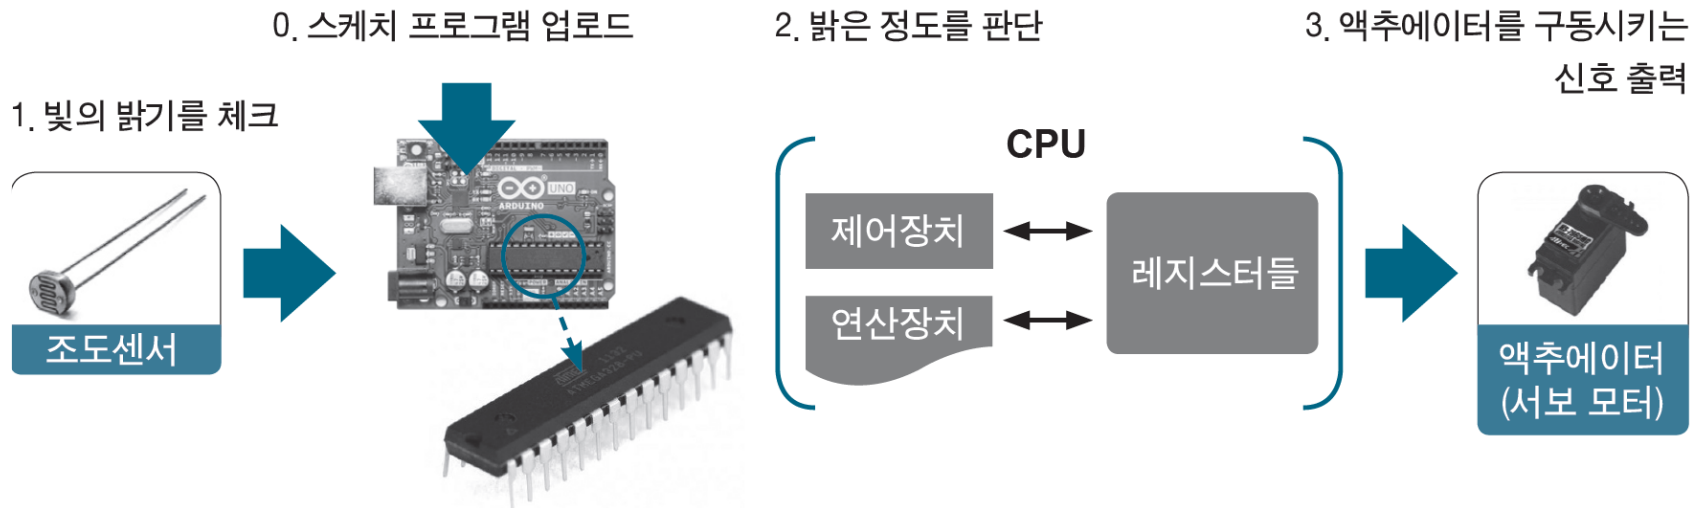 0. 스케치 프로그램 업로드
2. 밝은 정도를 판단
3. 액추에이터를 구동시키는
신호 출력
1. 빛의 밝기를 체크
조도센서
UNO
ARDUINO
1132
ATMEGA328-PU
CPU
제어장치
연산장치
레지스터들
액추에이터
(서보 모터)